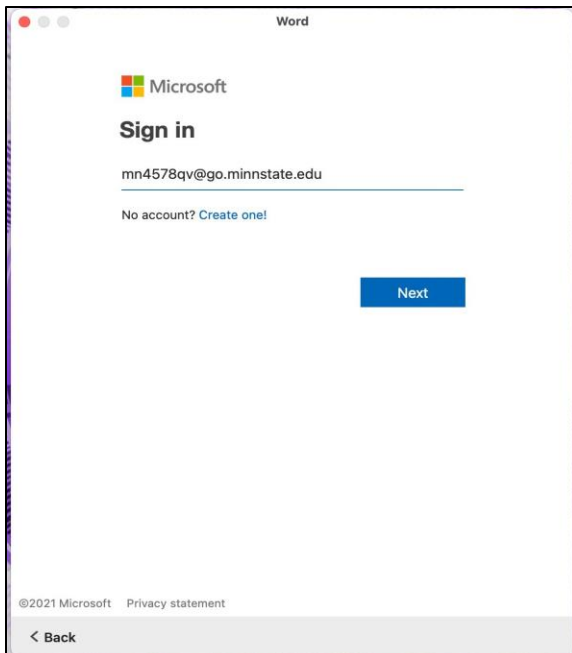 Word
Microsoft
Sign in
mn4578qv@go.minnstate.edu
No account? Create one!
Next
©2021 Microsoft Privacy statement
< Back